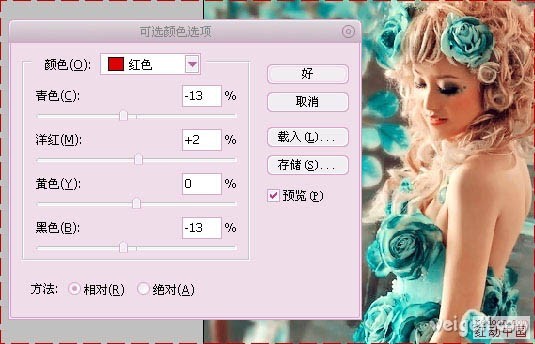 可选颜色选项
颜色(O): 红色
青色(C): -13 %
洋红(M): +2 %
黄色(Y): 0 %
黑色(B): -13 %
方法: 相对(R) 绝对(A)
好
取消
载入(L)...
存储(S)...
预览(P)
红动中国